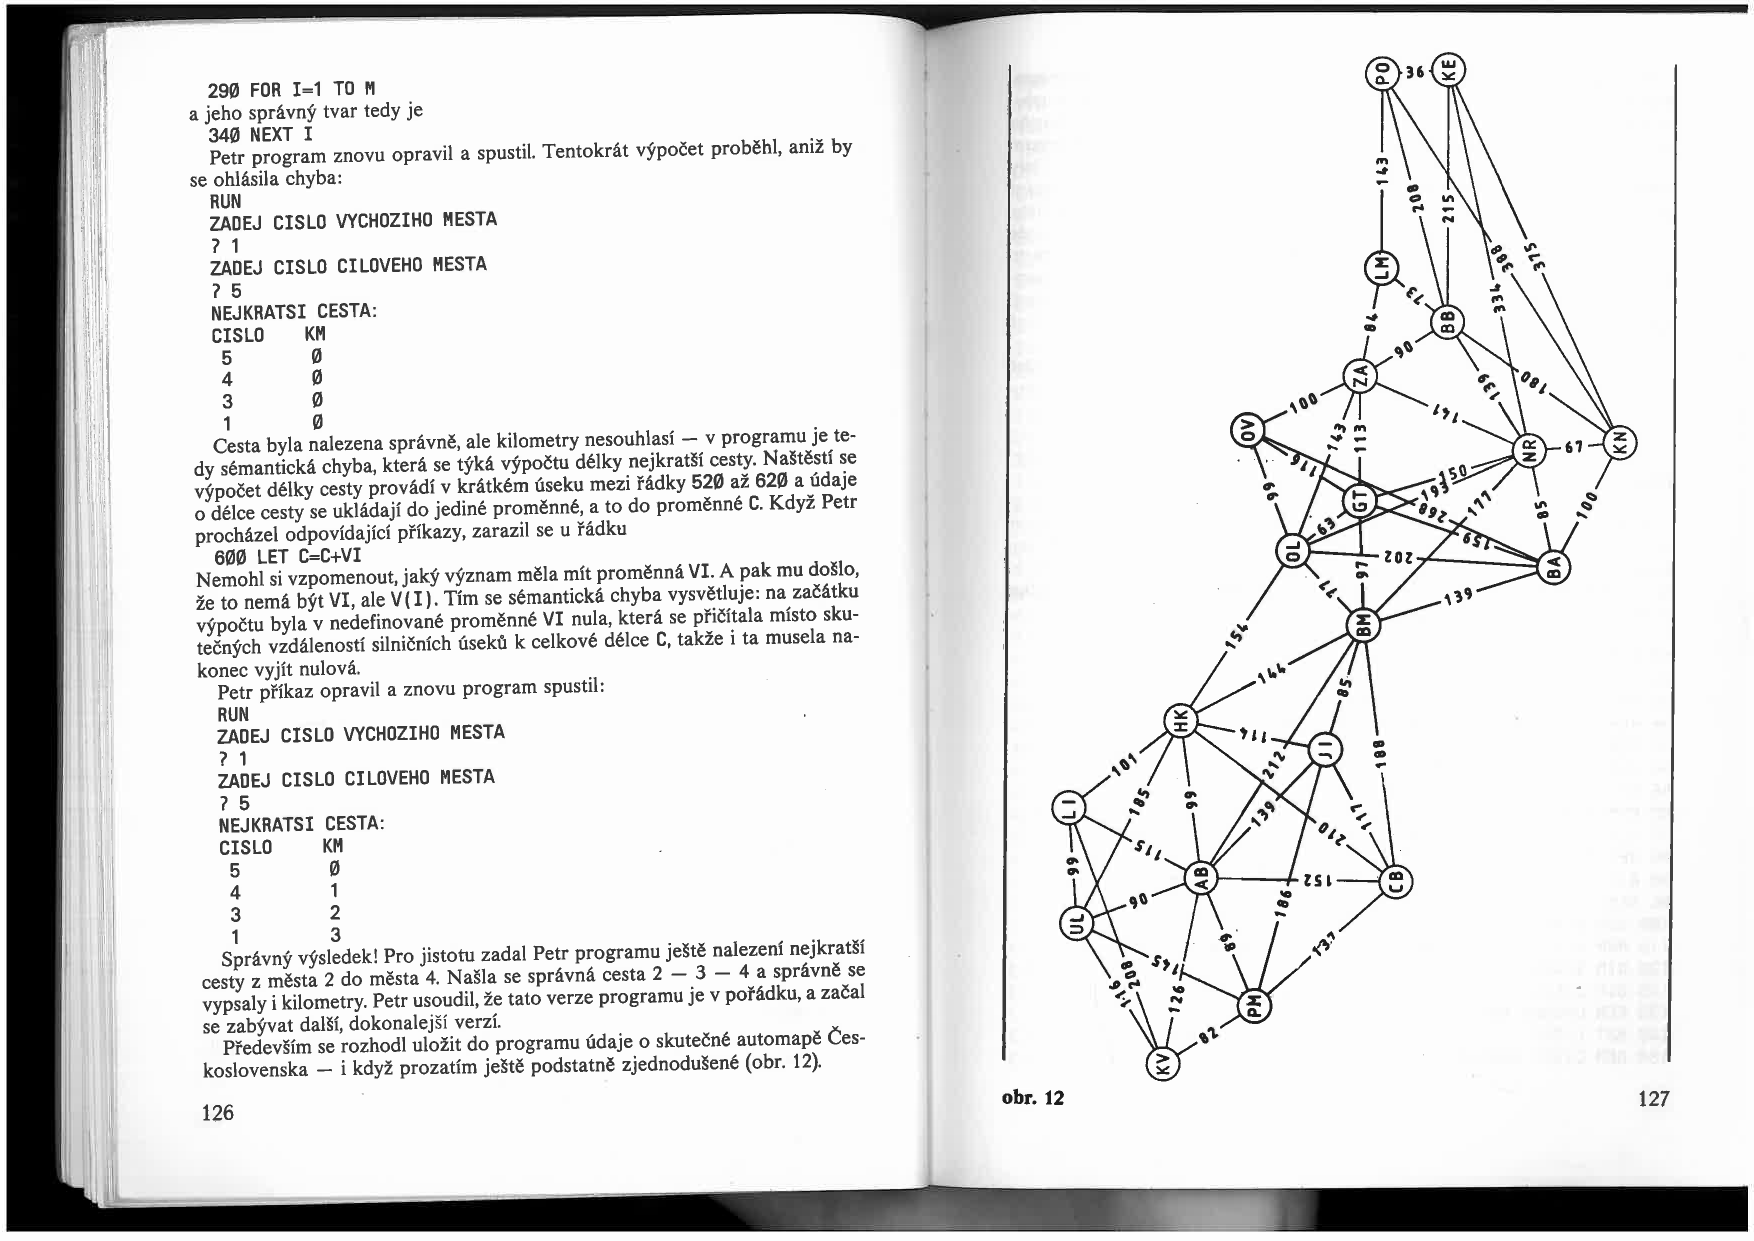 290 FOR I=1 TO M
a jeho správný tvar tedy je
340 NEXT I
Petr program znovu opravil a spustil. Tentokrát výpočet proběhl, aniž by
se ohlásila chyba:
RUN
ZADEJ CISLO VYCHOZIHO MESTA
? 1
ZADEJ CISLO CILOVEHO MESTA
? 5
NEJKRATSI CESTA:
CISLO KM
5 0
4 0
3 0
1 0
Cesta byla nalezena správně, ale kilometry nesouhlasí — v programu je te-
dy sémantická chyba, která se týká výpočtu délky nejkratší cesty. Naštěstí se
výpočet délky cesty provádí v krátkém úseku mezi řádky 520 až 620 a údaje
o délce cesty se ukládají do jediné proměnné, a to do proměnné C. Když Petr
procházel odpovídající příkazy, zarazil se u řádku
600 LET C=C+VI
Nemohl si vzpomenout, jaký význam měla mít proměnná VI. A pak mu došlo,
že to nemá být VI, ale V(I). Tím se sémantická chyba vysvětluje: na začátku
výpočtu byla v nedefinované proměnné VI nula, která se přičítala místo sku-
tečných vzdáleností silničních úseků k celkové délce C, takže i ta musela na-
konec vyjít nulová.
Petr příkaz opravil a znovu program spustil:
RUN
ZADEJ CISLO VYCHOZIHO MESTA
? 1
ZADEJ CISLO CILOVEHO MESTA
? 5
NEJKRATSI CESTA:
CISLO KM
5 0
4 1
3 2
1 3
Správný výsledek! Pro jistotu zadal Petr programu ještě nalezení nejkratší
cesty z města 2 do města 4. Našla se správná cesta 2 — 3 — 4 a správně se
vypsaly i kilometry. Petr usoudil, že tato verze programu je v pořádku, a začal
se zabývat další, dokonalejší verzí.
Především se rozhodl uložit do programu údaje o skutečné automapě Čes-
koslovenska — i když prozatím ještě podstatně zjednodušené (obr. 12).
126
PO
36
KE
143
208
215
388
375
334
LM
73
BB
84
90
ZA
139
180
100
141
OV
143
113
NR
67
KN
116
150
193
99
GT
268
177
85
100
63
159
OL
202
BA
97
77
139
BM
154
144
85
HK
114
JI
188
212
101
185
99
139
117
210
LI
115
99
AB
152
CB
90
186
UL
89
137
208
145
116
126
PM
82
KV
obr. 12
127